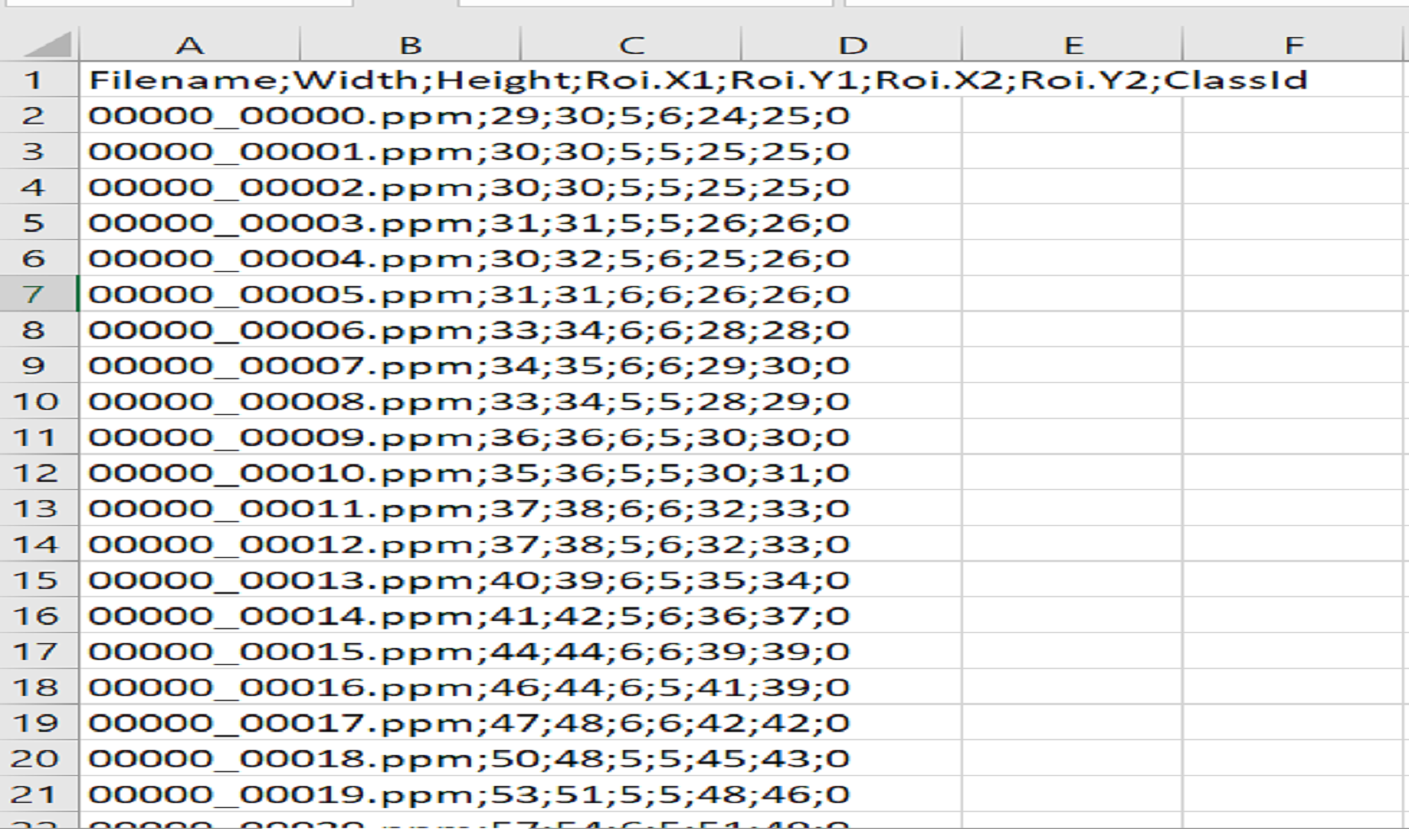 A B C D E F
1 Filename;Width;Height;Roi.X1;Roi.Y1;Roi.X2;Roi.Y2;ClassId
2 00000_00000.ppm;29;30;5;6;24;25;0
3 00000_00001.ppm;30;30;5;5;25;25;0
4 00000_00002.ppm;30;30;5;5;25;25;0
5 00000_00003.ppm;31;31;5;5;26;26;0
6 00000_00004.ppm;30;32;5;6;25;26;0
7 00000_00005.ppm;31;31;6;6;26;26;0
8 00000_00006.ppm;33;34;6;6;28;28;0
9 00000_00007.ppm;34;35;6;6;29;30;0
10 00000_00008.ppm;33;34;5;5;28;29;0
11 00000_00009.ppm;36;36;6;5;30;30;0
12 00000_00010.ppm;35;36;5;5;30;31;0
13 00000_00011.ppm;37;38;6;6;32;33;0
14 00000_00012.ppm;37;38;5;6;32;33;0
15 00000_00013.ppm;40;39;6;5;35;34;0
16 00000_00014.ppm;41;42;5;6;36;37;0
17 00000_00015.ppm;44;44;6;6;39;39;0
18 00000_00016.ppm;46;44;6;5;41;39;0
19 00000_00017.ppm;47;48;6;6;42;42;0
20 00000_00018.ppm;50;48;5;5;45;43;0
21 00000_00019.ppm;53;51;5;5;48;46;0